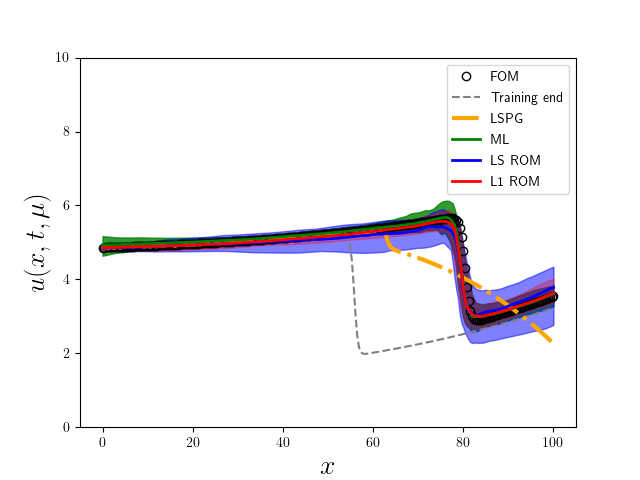 10
8
6
4
2
0
u(x, t, μ)
FOM
Training end
LSPG
ML
LS ROM
L1 ROM
0 20 40 60 80 100
x